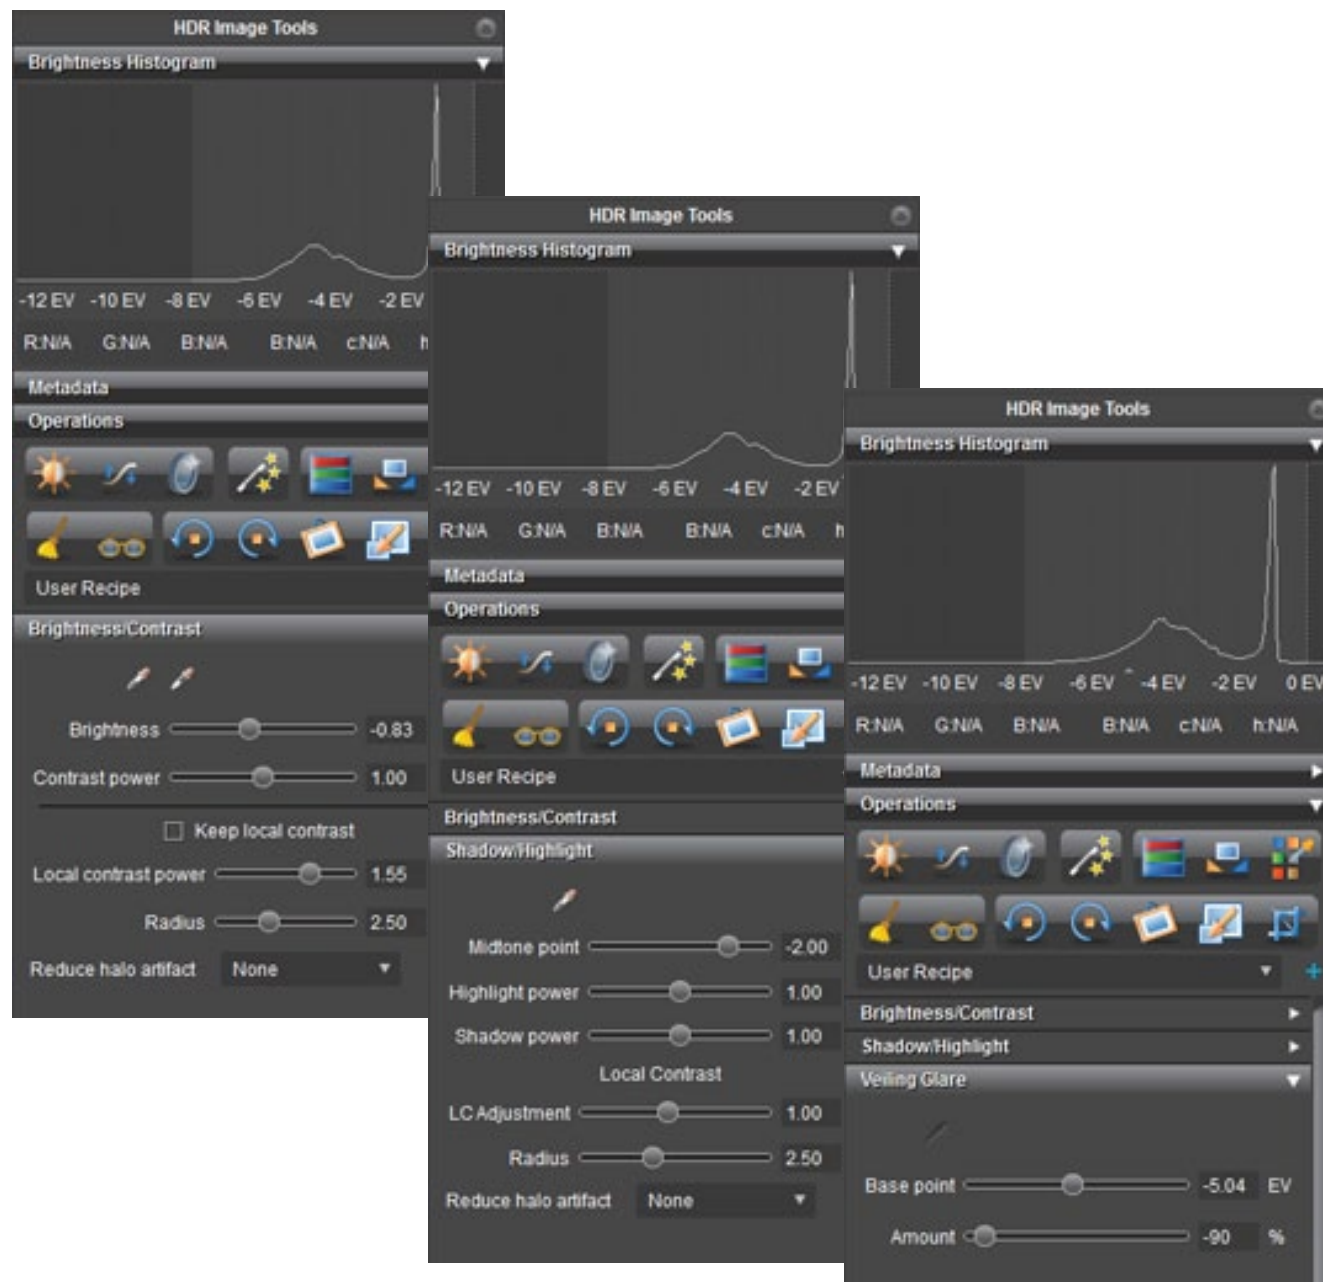 HDR Image Tools
Brightness Histogram
-12 EV -10 EV -8 EV -6 EV -4 EV -2 EV
R:N/A G:N/A B:N/A B:N/A c:N/A h
Metadata
Operations
User Recipe
Brightness/Contrast
Brightness -0.83
Contrast power 1.00
Keep local contrast
Local contrast power 1.55
Radius 2.50
Reduce halo artifact None
HDR Image Tools
Brightness Histogram
-12 EV -10 EV -8 EV -6 EV -4 EV -2 EV
R:N/A G:N/A B:N/A B:N/A c:N/A h
Metadata
Operations
User Recipe
Brightness/Contrast
Shadow/Highlight
Midtone point -2.00
Highlight power 1.00
Shadow power 1.00
Local Contrast
LC Adjustment 1.00
Radius 2.50
Reduce halo artifact None
HDR Image Tools
Brightness Histogram
-12 EV -10 EV -8 EV -6 EV -4 EV -2 EV 0 EV
R:N/A G:N/A B:N/A B:N/A c:N/A h:N/A
Metadata
Operations
User Recipe
Brightness/Contrast
Shadow/Highlight
Veiling Glare
Base point -5.04 EV
Amount -90 %